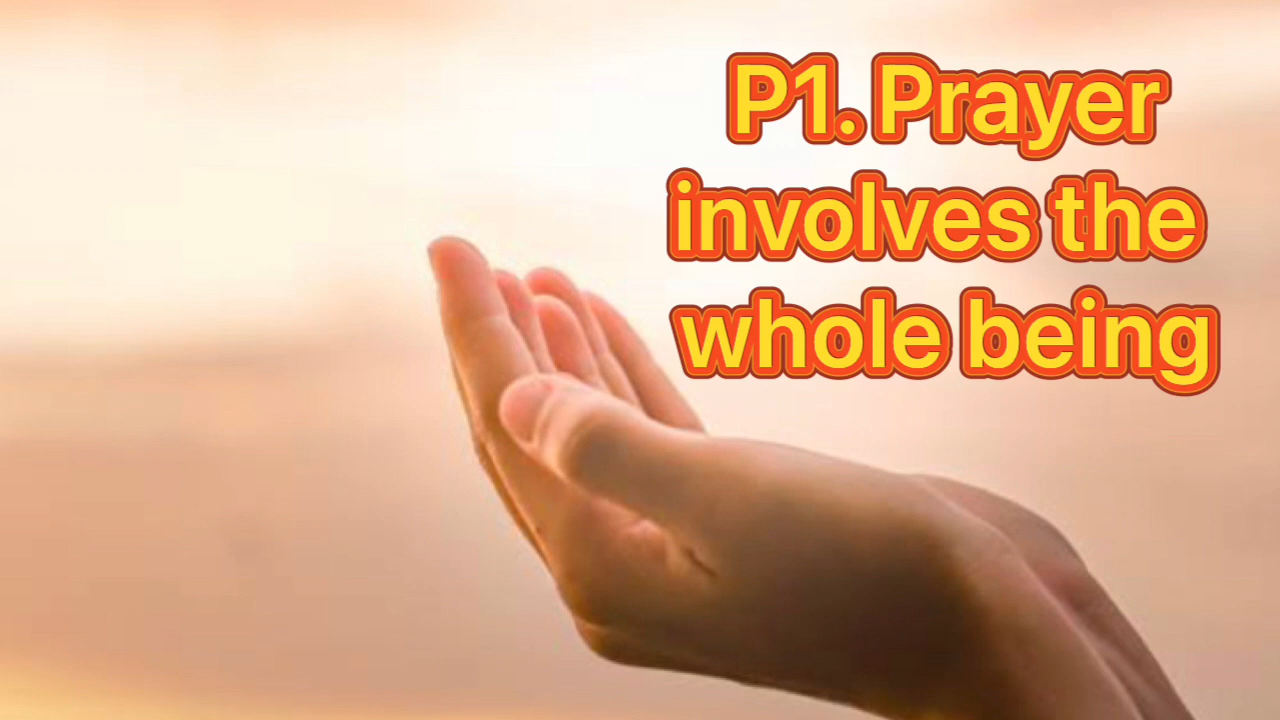 P1. Prayer
involves the
whole being